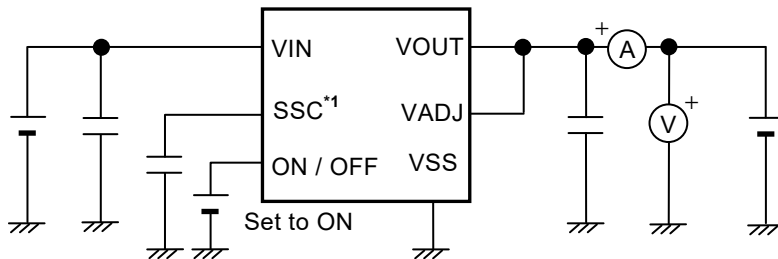 VIN
VOUT
+
A
SSC*1
VADJ
V
+
ON / OFF
VSS
Set to ON